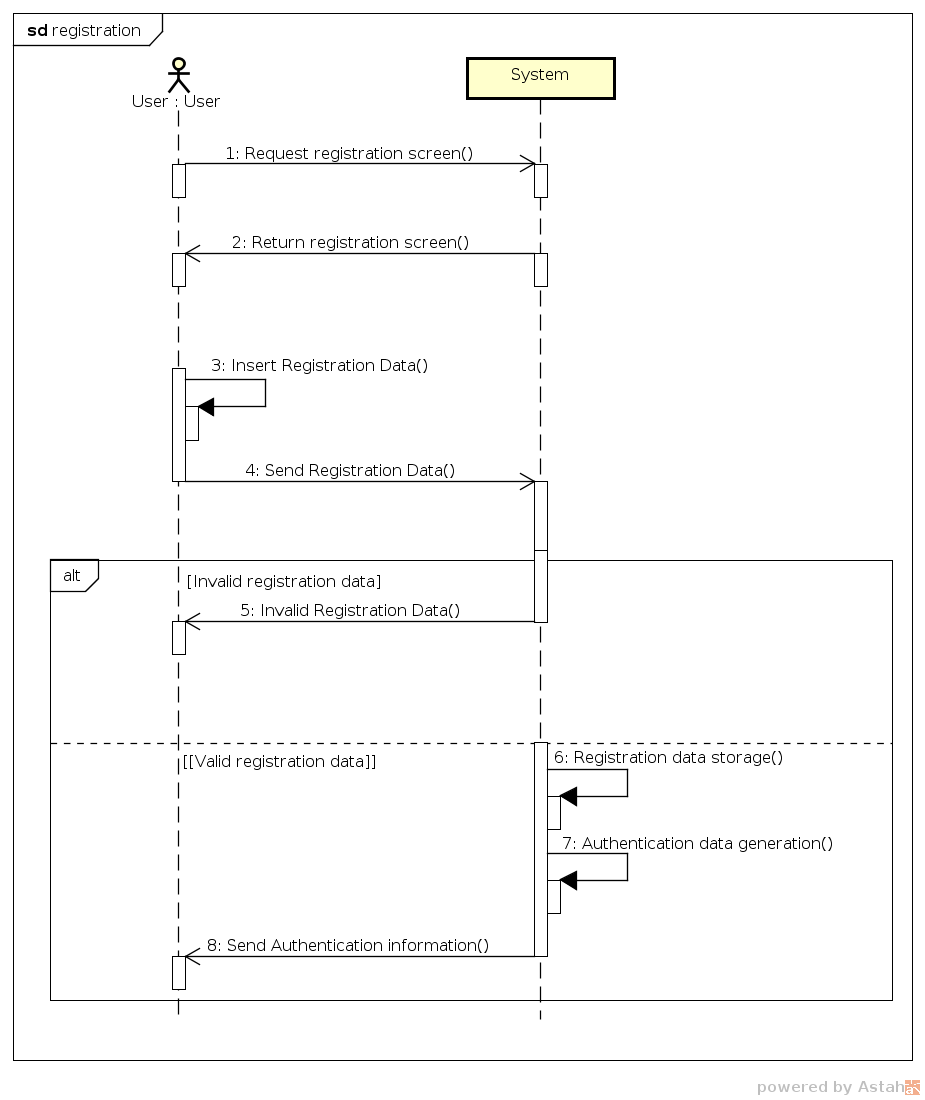 sd registration
User : User
System
1: Request registration screen()
2: Return registration screen()
3: Insert Registration Data()
4: Send Registration Data()
alt
[Invalid registration data]
5: Invalid Registration Data()
[[Valid registration data]]
6: Registration data storage()
7: Authentication data generation()
8: Send Authentication information()
powered by Astah